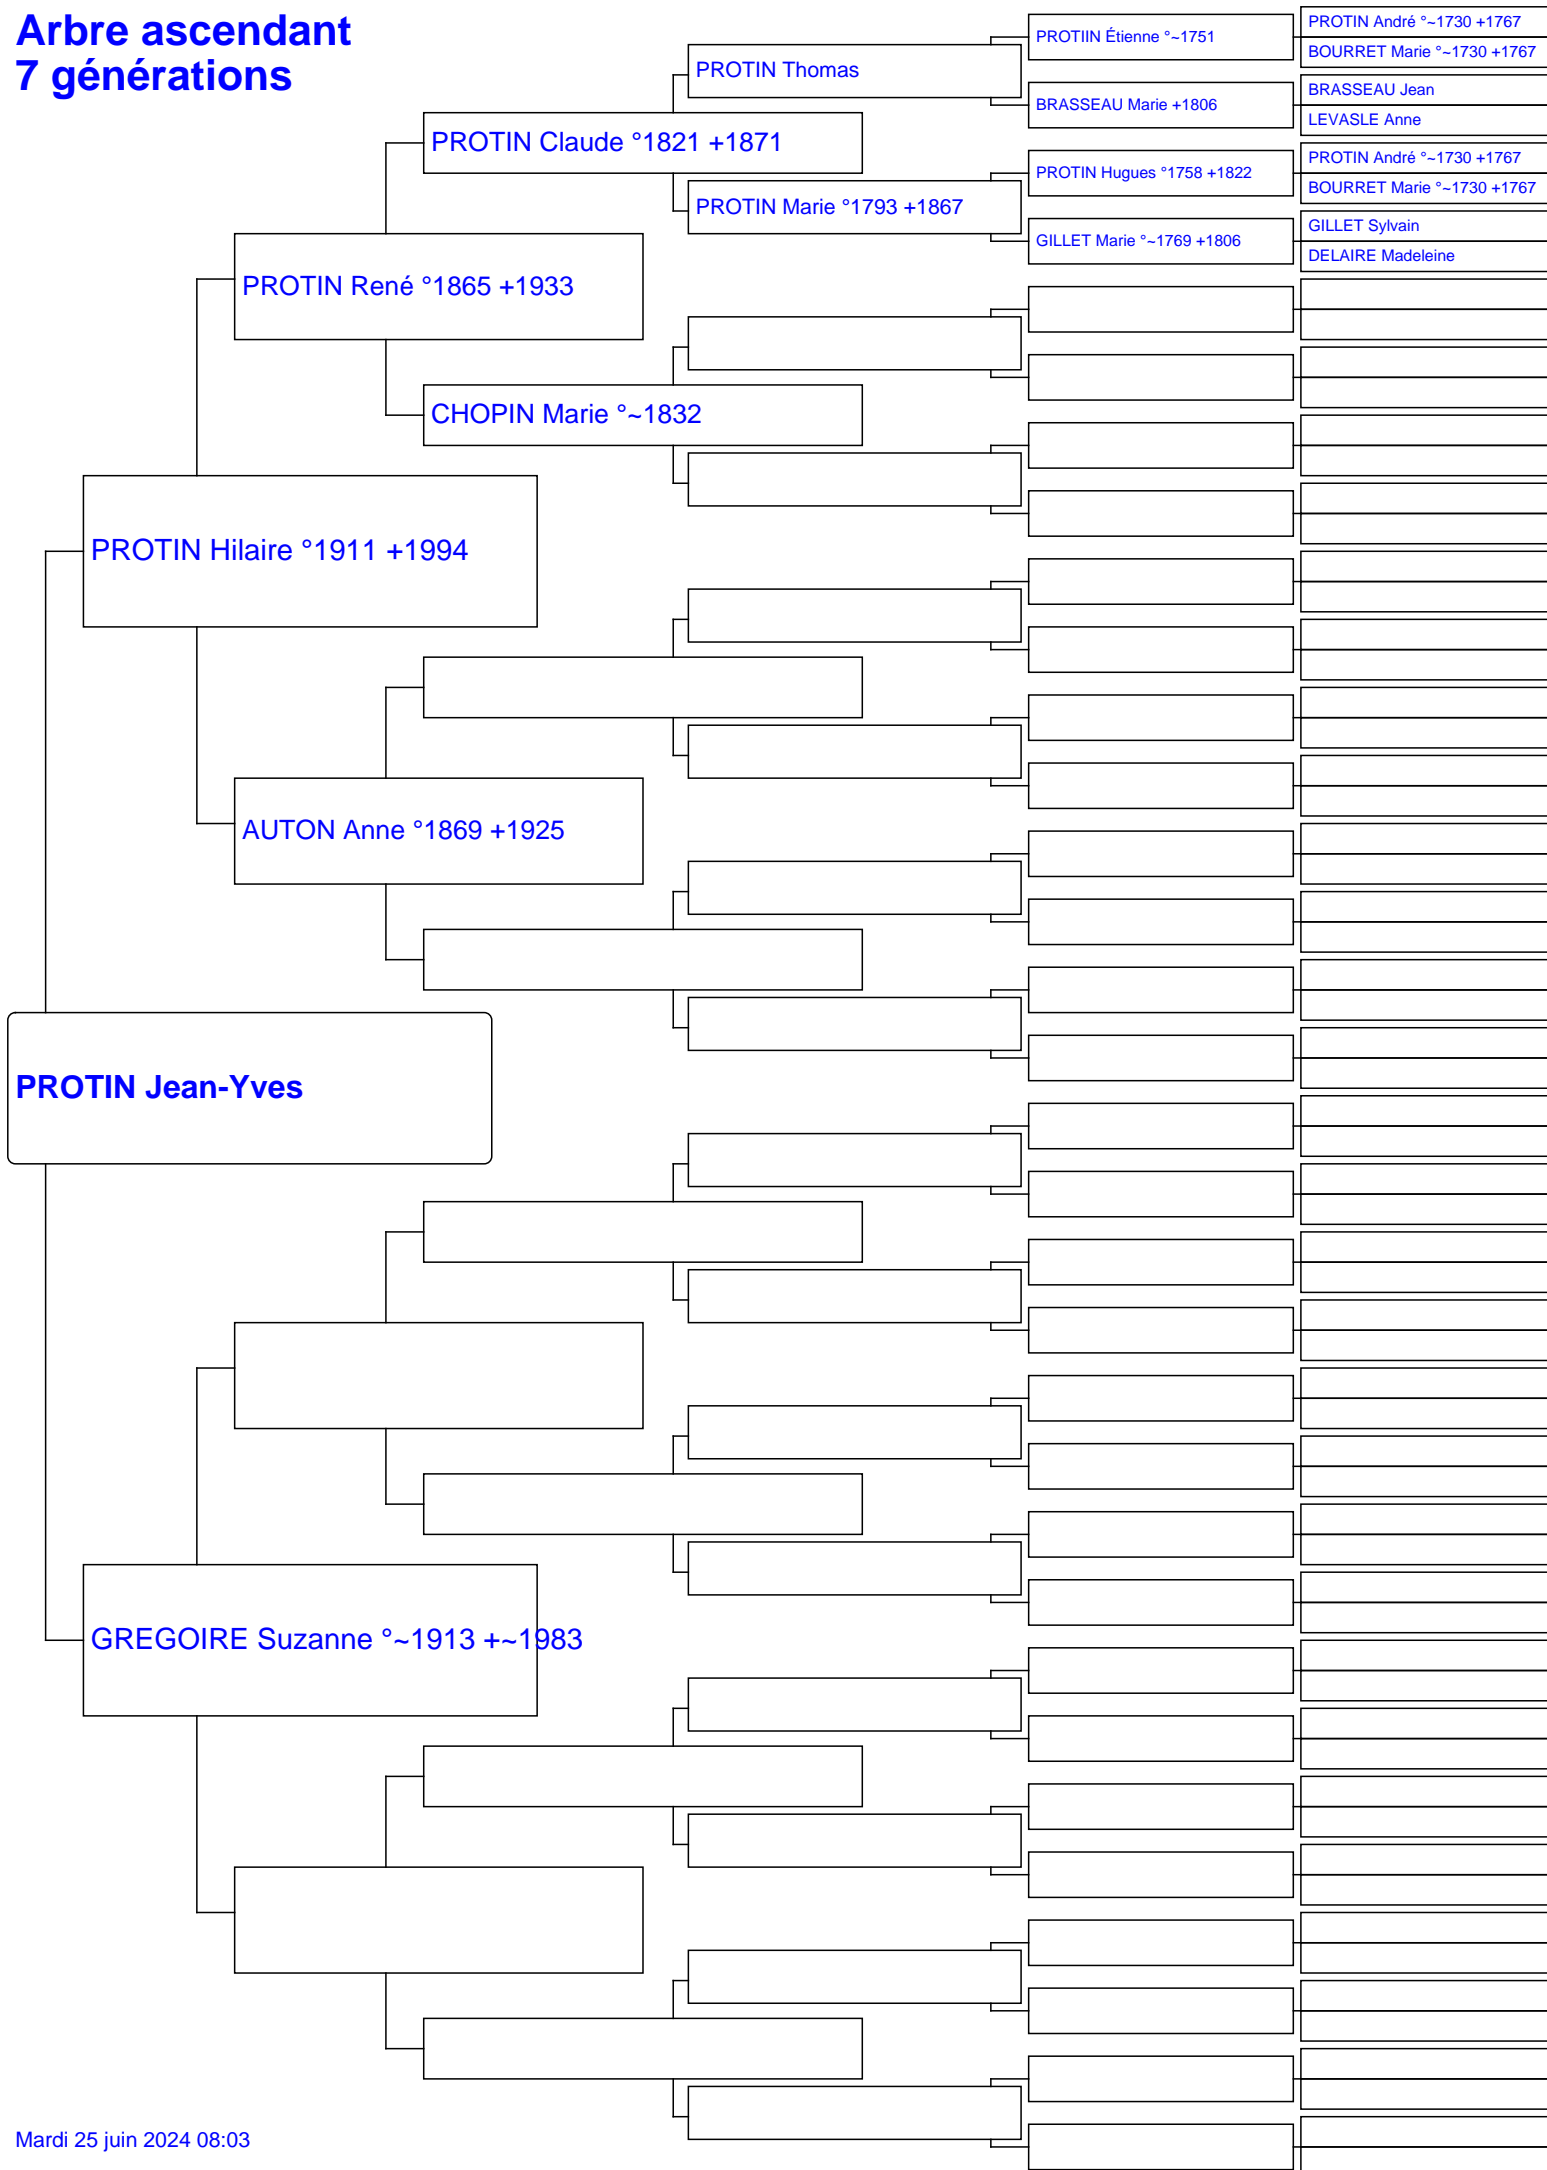 Arbre ascendant
7 générations
PROTIN André °~1730 +1767
PROTIIN Étienne °~1751
BOURRET Marie °~1730 +1767
PROTIN Thomas
BRASSEAU Jean
BRASSEAU Marie +1806
LEVASLE Anne
PROTIN Claude °1821 +1871
PROTIN André °~1730 +1767
PROTIN Hugues °1758 +1822
BOURRET Marie °~1730 +1767
PROTIN Marie °1793 +1867
GILLET Sylvain
GILLET Marie °~1769 +1806
DELAIRE Madeleine
PROTIN René °1865 +1933
CHOPIN Marie °~1832
PROTIN Hilaire °1911 +1994
AUTON Anne °1869 +1925
PROTIN Jean-Yves
GREGOIRE Suzanne °~1913 +~1983
Mardi 25 juin 2024 08:03